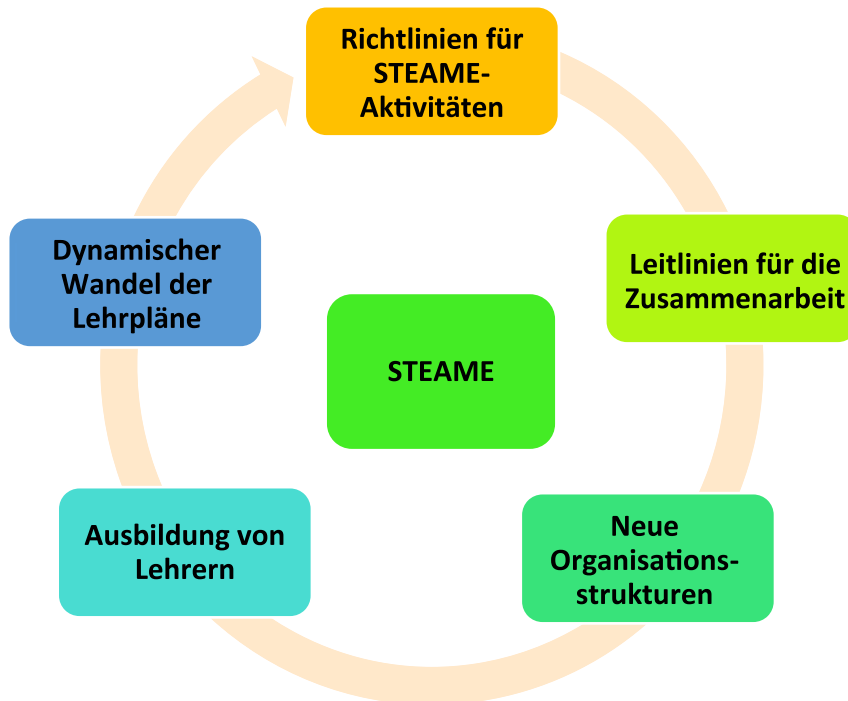 Richtlinien für
STEAME-
Aktivitäten
Leitlinien für die
Zusammenarbeit
Neue
Organisations-
strukturen
Ausbildung von
Lehrern
Dynamischer
Wandel der
Lehrpläne
STEAME